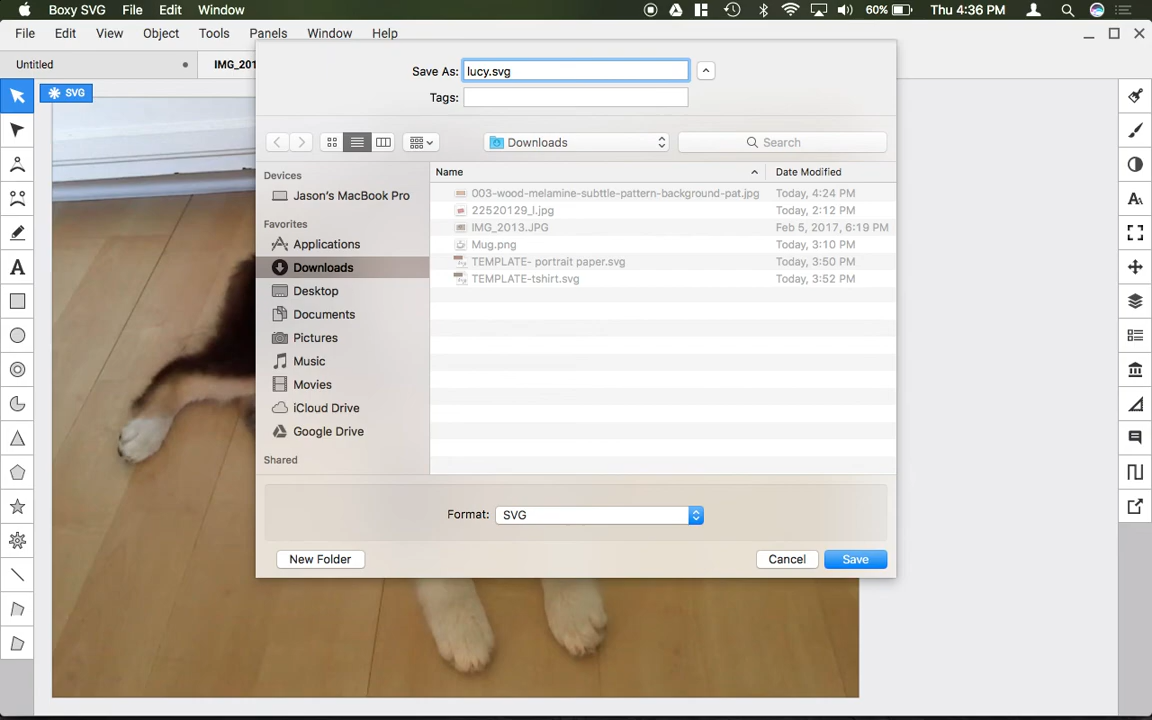 Boxy SVG File Edit Window 60% Thu 4:36 PM
File Edit View Object Tools Panels Window Help
Untitled IMG_201
SVG
Save As: lucy.svg
Tags:
Downloads Search
Devices
Jason's MacBook Pro
Favorites
Applications
Downloads
Desktop
Documents
Pictures
Music
Movies
iCloud Drive
Google Drive
Shared
Name Date Modified
003-wood-melamine-subttle-pattern-background-pat.jpg Today, 4:24 PM
22520129_l.jpg Today, 2:12 PM
IMG_2013.JPG Feb 5, 2017, 6:19 PM
Mug.png Today, 3:10 PM
TEMPLATE- portrait paper.svg Today, 3:50 PM
TEMPLATE-tshirt.svg Today, 3:52 PM
Format: SVG
New Folder Cancel Save